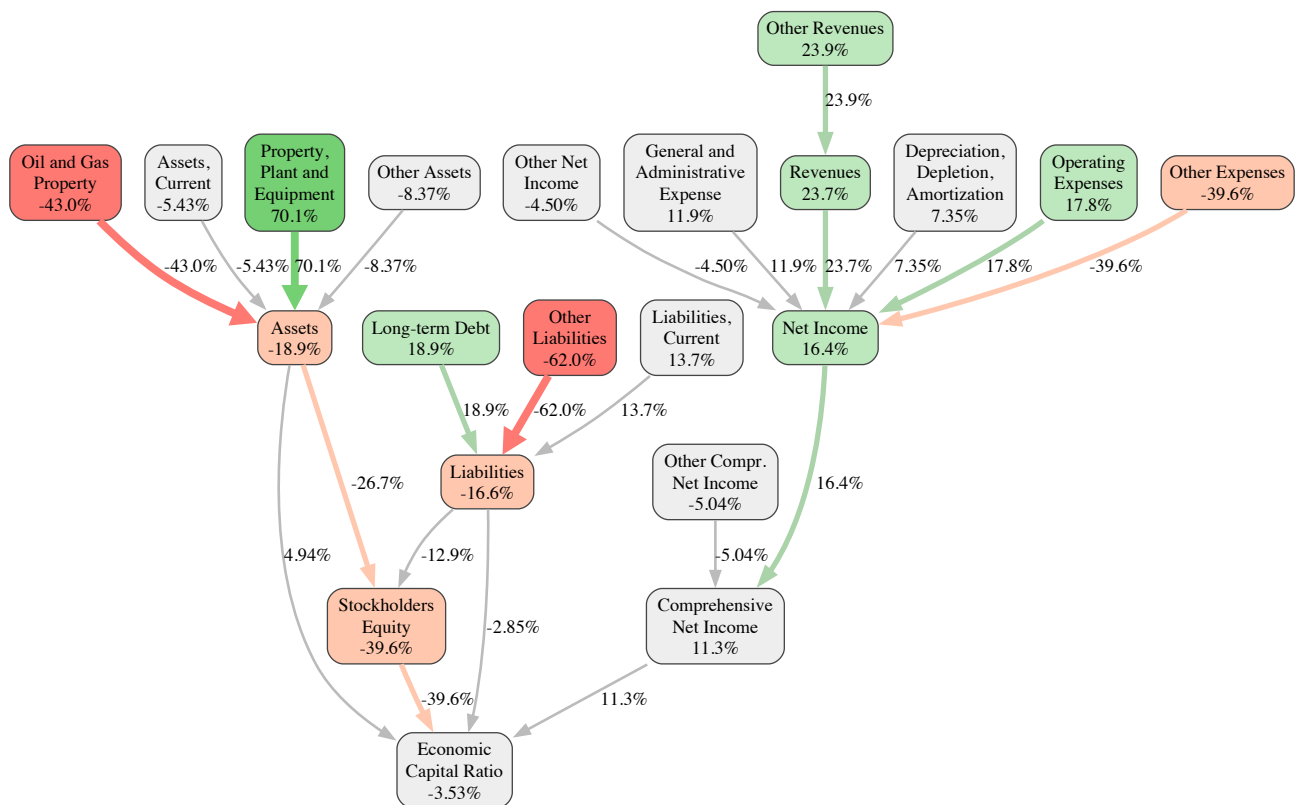 Other Revenues
23.9%
23.9%
Oil and Gas
Property
-43.0%
Assets,
Current
-5.43%
Property,
Plant and
Equipment
70.1%
Other Assets
-8.37%
Other Net
Income
-4.50%
General and
Administrative
Expense
11.9%
Revenues
23.7%
Depreciation,
Depletion,
Amortization
7.35%
Operating
Expenses
17.8%
Other Expenses
-39.6%
-43.0%
-5.43%
70.1%
-8.37%
-4.50%
11.9%
23.7%
7.35%
17.8%
-39.6%
Assets
-18.9%
Long-term Debt
18.9%
Other
Liabilities
-62.0%
Liabilities,
Current
13.7%
Net Income
16.4%
18.9%
-62.0%
13.7%
Liabilities
-16.6%
Other Compr.
Net Income
-5.04%
-26.7%
16.4%
4.94%
-12.9%
-5.04%
Stockholders
Equity
-39.6%
-2.85%
Comprehensive
Net Income
11.3%
-39.6%
11.3%
Economic
Capital Ratio
-3.53%